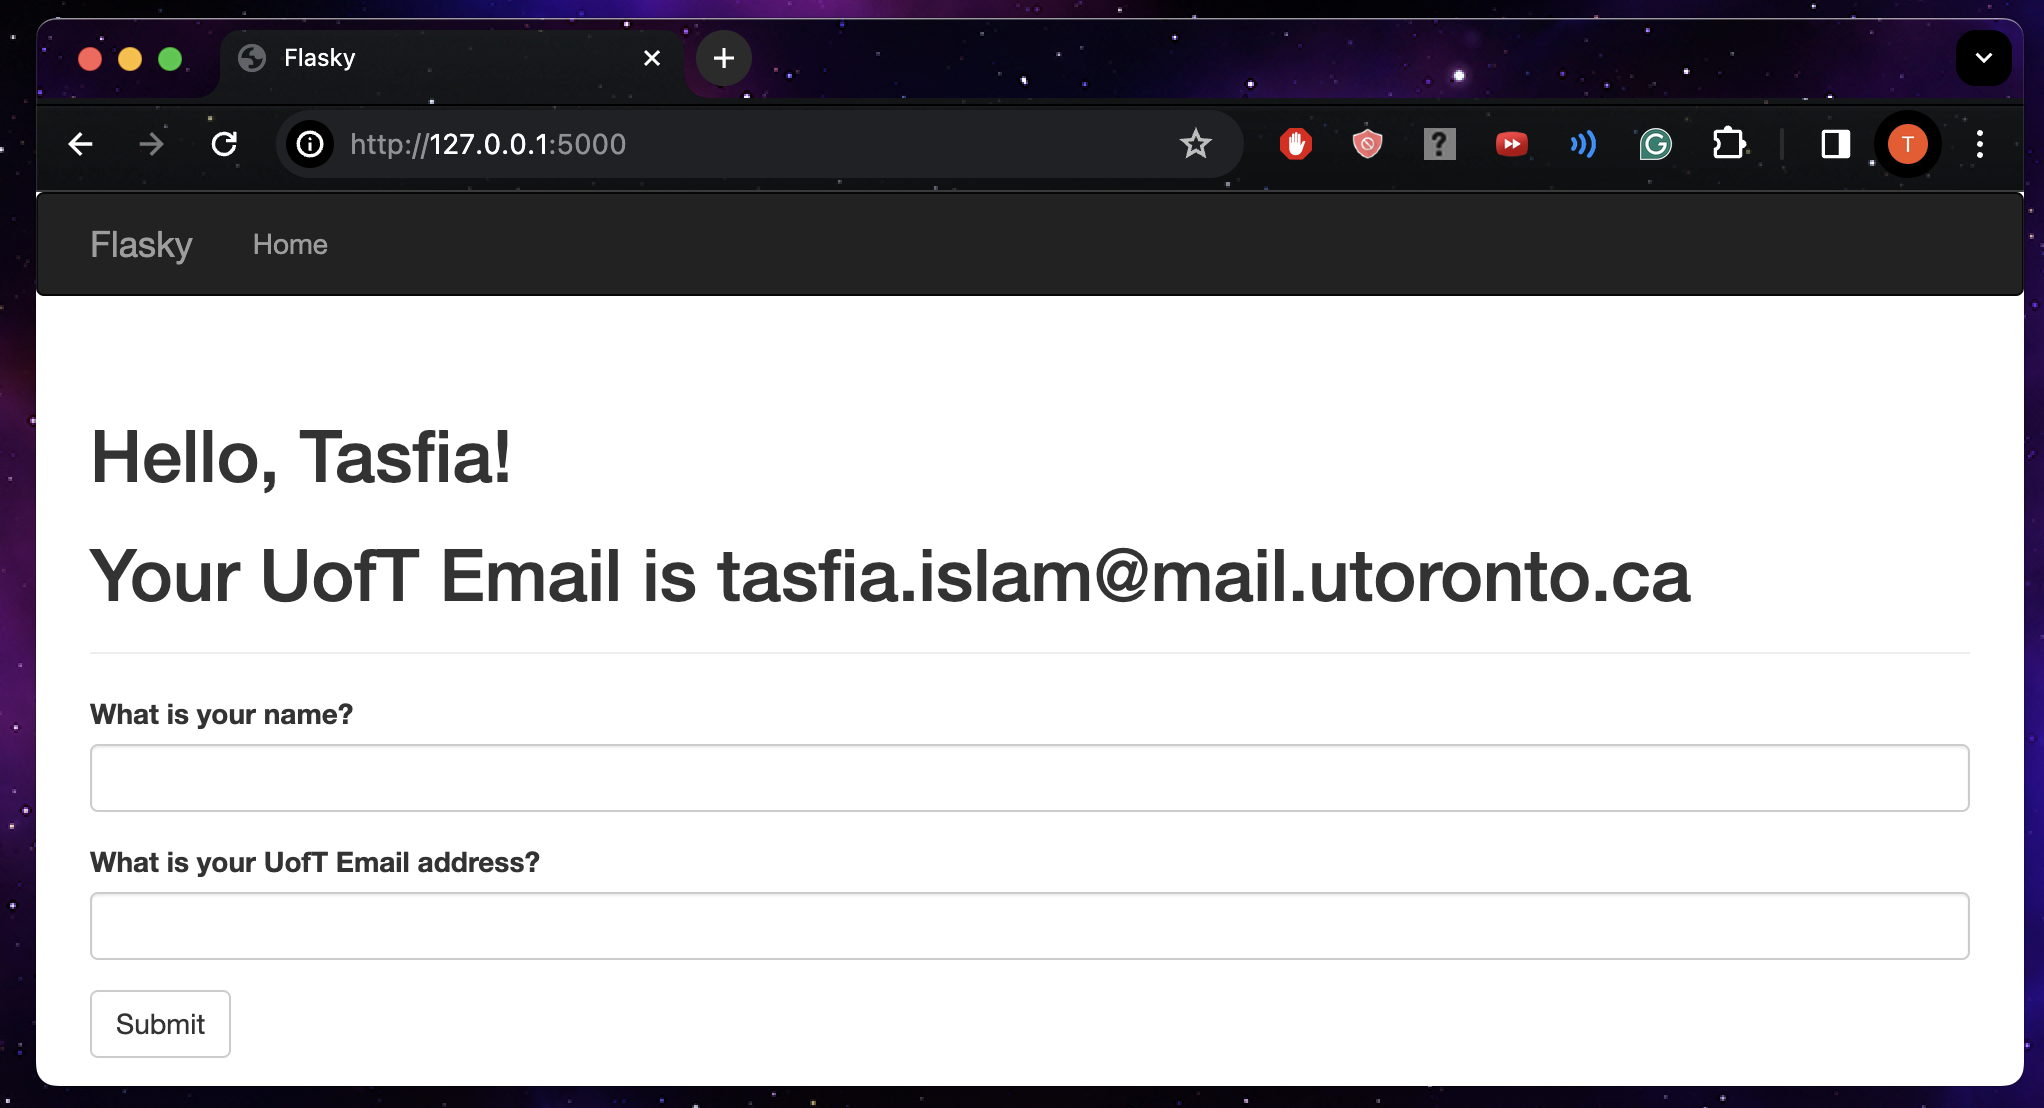 Flasky
http://127.0.0.1:5000
T
Flasky Home
Hello, Tasfia!
Your UofT Email is tasfia.islam@mail.utoronto.ca
What is your name?
What is your UofT Email address?
Submit